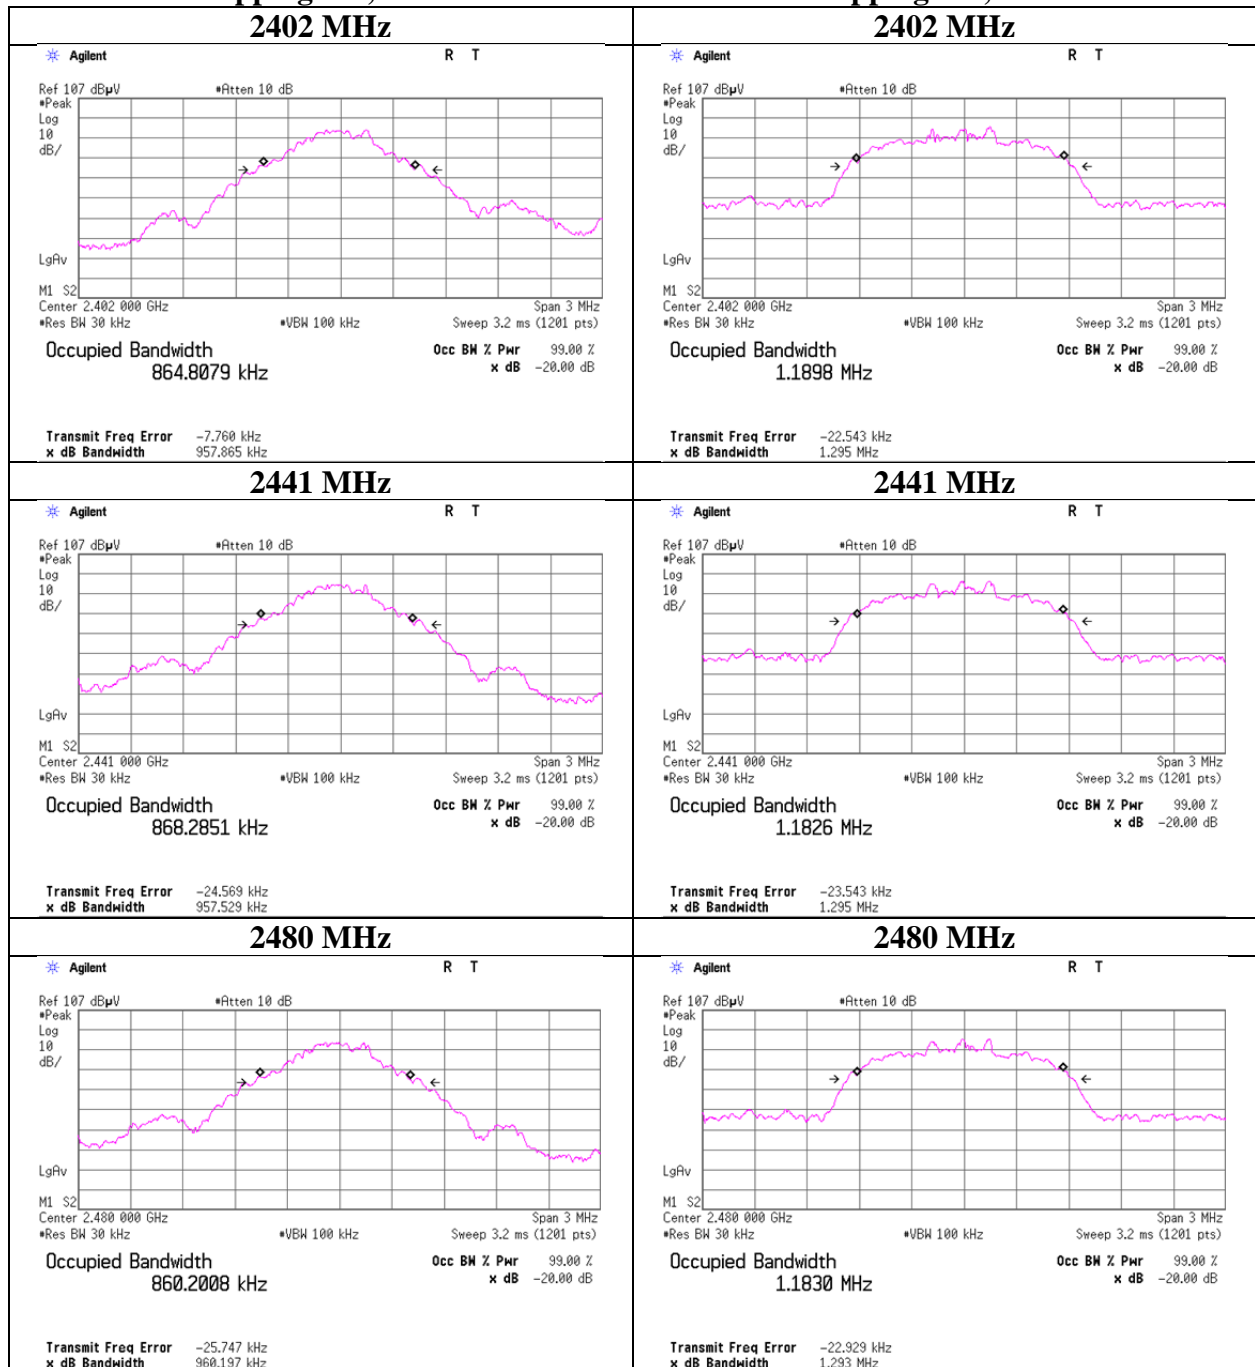 2402 MHz
2402 MHz
Agilent
R T
Ref 107 dBµV
#Atten 10 dB
#Peak
Log
10
dB/
LgAv
M1 S2
Center 2.402 000 GHz
Span 3 MHz
#Res BW 30 kHz
#VBW 100 kHz
Sweep 3.2 ms (1201 pts)
Occupied Bandwidth
864.8079 kHz
Occ BW % Pwr 99.00 %
x dB -20.00 dB
Transmit Freq Error -7.760 kHz
x dB Bandwidth 957.865 kHz
Agilent
R T
Ref 107 dBµV
#Atten 10 dB
#Peak
Log
10
dB/
LgAv
M1 S2
Center 2.402 000 GHz
Span 3 MHz
#Res BW 30 kHz
#VBW 100 kHz
Sweep 3.2 ms (1201 pts)
Occupied Bandwidth
1.1898 MHz
Occ BW % Pwr 99.00 %
x dB -20.00 dB
Transmit Freq Error -22.543 kHz
x dB Bandwidth 1.295 MHz
2441 MHz
2441 MHz
Agilent
R T
Ref 107 dBµV
#Atten 10 dB
#Peak
Log
10
dB/
LgAv
M1 S2
Center 2.441 000 GHz
Span 3 MHz
#Res BW 30 kHz
#VBW 100 kHz
Sweep 3.2 ms (1201 pts)
Occupied Bandwidth
868.2851 kHz
Occ BW % Pwr 99.00 %
x dB -20.00 dB
Transmit Freq Error -24.569 kHz
x dB Bandwidth 957.529 kHz
Agilent
R T
Ref 107 dBµV
#Atten 10 dB
#Peak
Log
10
dB/
LgAv
M1 S2
Center 2.441 000 GHz
Span 3 MHz
#Res BW 30 kHz
#VBW 100 kHz
Sweep 3.2 ms (1201 pts)
Occupied Bandwidth
1.1826 MHz
Occ BW % Pwr 99.00 %
x dB -20.00 dB
Transmit Freq Error -23.543 kHz
x dB Bandwidth 1.295 MHz
2480 MHz
2480 MHz
Agilent
R T
Ref 107 dBµV
#Atten 10 dB
#Peak
Log
10
dB/
LgAv
M1 S2
Center 2.480 000 GHz
Span 3 MHz
#Res BW 30 kHz
#VBW 100 kHz
Sweep 3.2 ms (1201 pts)
Occupied Bandwidth
860.2008 kHz
Occ BW % Pwr 99.00 %
x dB -20.00 dB
Transmit Freq Error -25.747 kHz
x dB Bandwidth 960.197 kHz
Agilent
R T
Ref 107 dBµV
#Atten 10 dB
#Peak
Log
10
dB/
LgAv
M1 S2
Center 2.480 000 GHz
Span 3 MHz
#Res BW 30 kHz
#VBW 100 kHz
Sweep 3.2 ms (1201 pts)
Occupied Bandwidth
1.1830 MHz
Occ BW % Pwr 99.00 %
x dB -20.00 dB
Transmit Freq Error -22.929 kHz
x dB Bandwidth 1.293 MHz